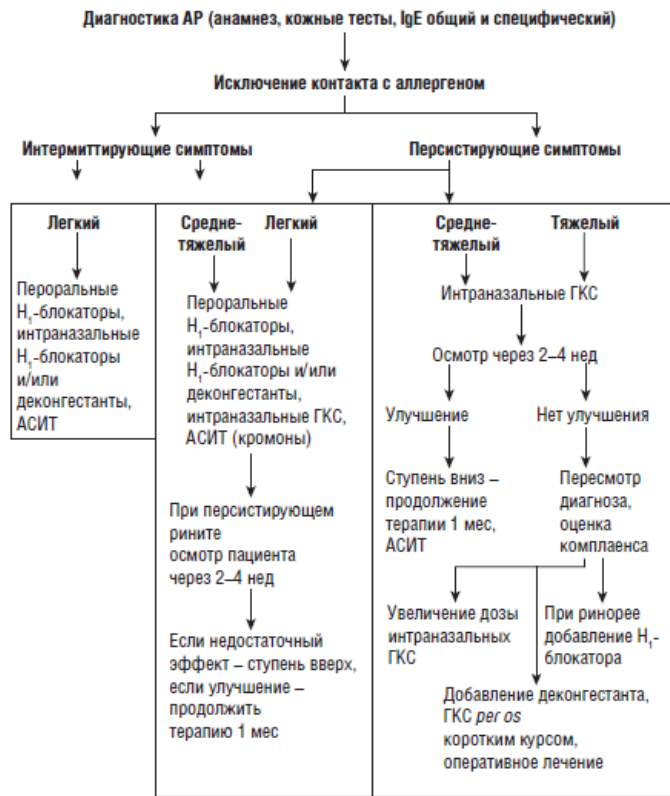 Диагностика АР (анамнез, кожные тесты, IgE общий и специфический)
Исключение контакта с аллергеном
Интермиттирующие симптомы
Персистирующие симптомы
Легкий
Пероральные
H₁-блокаторы,
интраназальные
H₁-блокаторы
и/или
деконгестанты,
АСИТ
Средне-
тяжелый
Легкий
Пероральные
H₁-блокаторы,
интраназальные
H₁-блокаторы и/или
деконгестанты,
интраназальные ГКС,
АСИТ (кромоны)
При персистирующем
рините
осмотр пациента
через 2–4 нед
Если недостаточный
эффект – ступень вверх,
если улучшение –
продолжить
терапию 1 мес
Средне-
тяжелый
Тяжелый
Интраназальные ГКС
Осмотр через 2–4 нед
Улучшение
Нет улучшения
Ступень вниз –
продолжение
терапии 1 мес,
АСИТ
Пересмотр
диагноза,
оценка
комплаенса
Увеличение дозы
интраназальных
ГКС
При ринорее
добавление H₁-
блокатора
Добавление деконгестанта,
ГКС per os
коротким курсом,
оперативное лечение